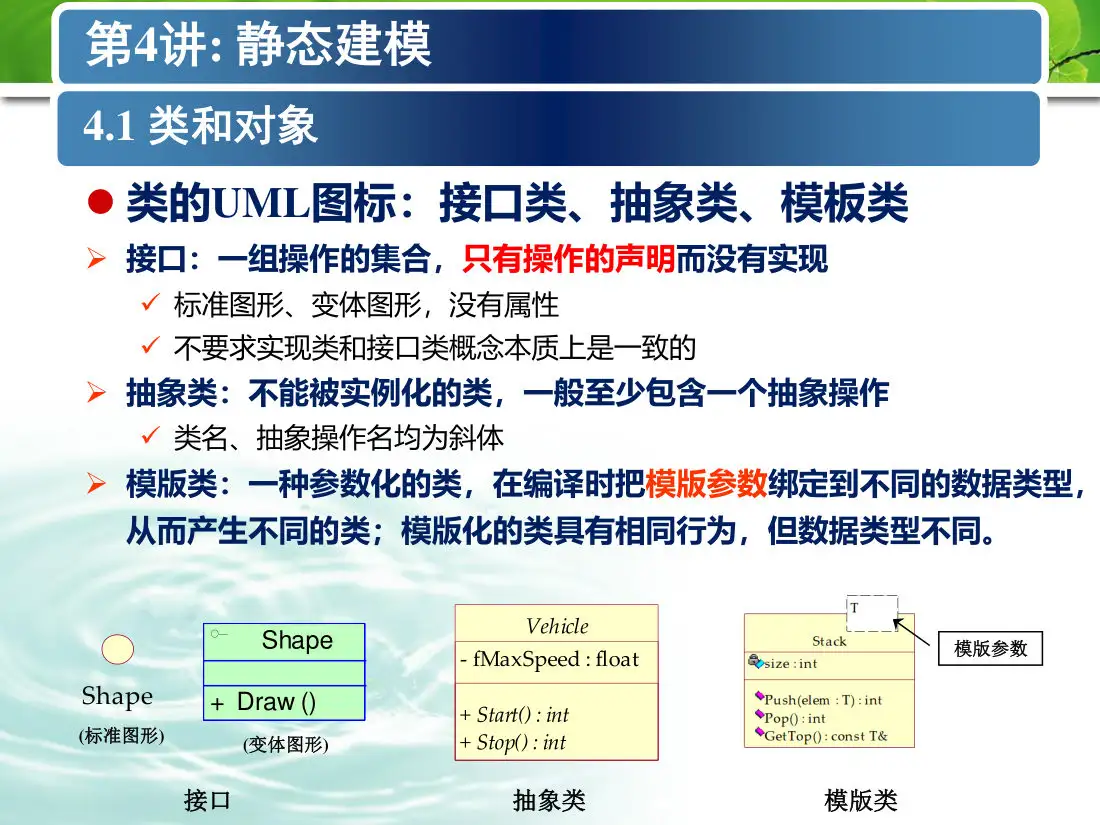 第4讲: 静态建模
4.1 类和对象
类的UML图标：接口类、抽象类、模板类
接口：一组操作的集合，只有操作的声明而没有实现
标准图形、变体图形，没有属性
不要求实现类和接口类概念本质上是一致的
抽象类：不能被实例化的类，一般至少包含一个抽象操作
类名、抽象操作名均为斜体
模版类：一种参数化的类，在编译时把模版参数绑定到不同的数据类型，
从而产生不同的类；模版化的类具有相同行为，但数据类型不同。
Shape
(标准图形)
Shape
+ Draw ()
(变体图形)
接口
Vehicle
- fMaxSpeed : float
+ Start() : int
+ Stop() : int
抽象类
T
Stack
size : int
Push(elem : T) : int
Pop() : int
GetTop() : const T&
模版参数
模版类